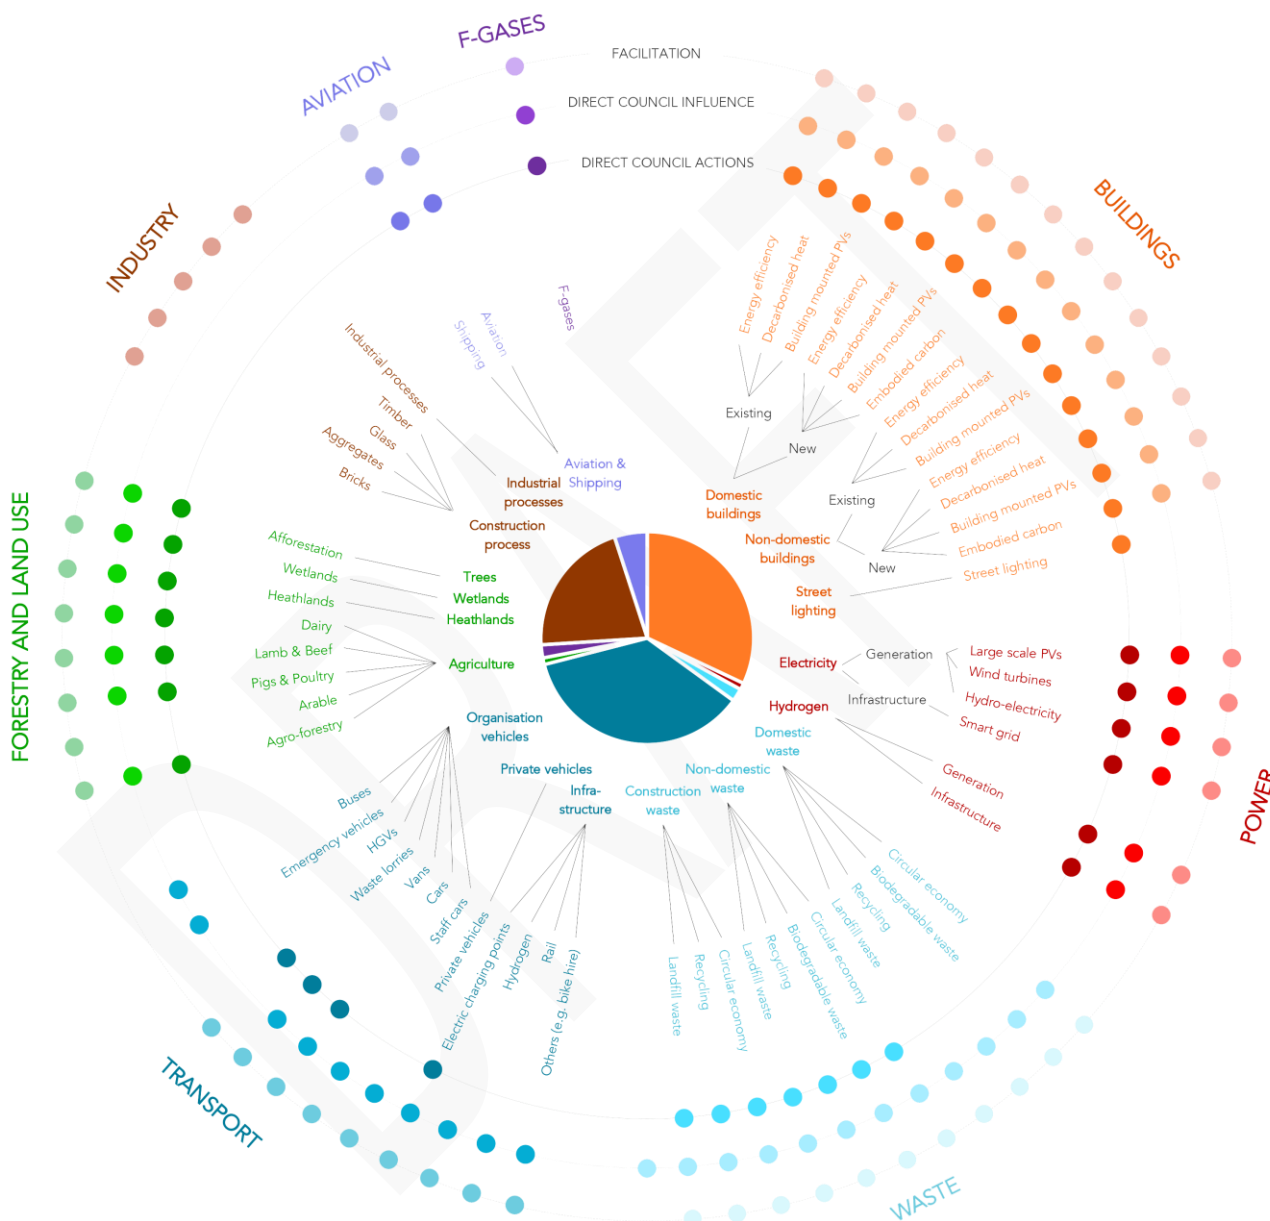 F-GASES
FACILITATION
DIRECT COUNCIL INFLUENCE
DIRECT COUNCIL ACTIONS
AVIATION
INDUSTRY
FORESTRY AND LAND USE
TRANSPORT
WASTE
POWER
BUILDINGS
F-gases
Aviation
Shipping
Aviation &
Shipping
Industrial processes
Industrial
processes
Timber
Glass
Aggregates
Bricks
Construction
process
Afforestation
Trees
Wetlands
Wetlands
Heathlands
Heathlands
Dairy
Lamb & Beef
Pigs & Poultry
Arable
Agro-forestry
Agriculture
Organisation
vehicles
Buses
Emergency vehicles
HGVs
Waste lorries
Vans
Cars
Staff cars
Private vehicles
Private vehicles
Infra-
structure
Electric charging points
Hydrogen
Rail
Others (e.g. bike hire)
Construction
waste
Landfill waste
Recycling
Circular economy
Non-domestic
waste
Landfill waste
Recycling
Biodegradable waste
Circular economy
Domestic
waste
Landfill waste
Recycling
Biodegradable waste
Circular economy
Hydrogen
Infrastructure
Generation
Electricity
Infrastructure
Smart grid
Generation
Hydro-electricity
Wind turbines
Large scale PVs
Street
lighting
Street lighting
Non-domestic
buildings
New
Embodied carbon
Building mounted PVs
Decarbonised heat
Energy efficiency
Existing
Building mounted PVs
Decarbonised heat
Energy efficiency
Domestic
buildings
New
Embodied carbon
Building mounted PVs
Decarbonised heat
Energy efficiency
Existing
Building mounted PVs
Decarbonised heat
Energy efficiency
DRAFT